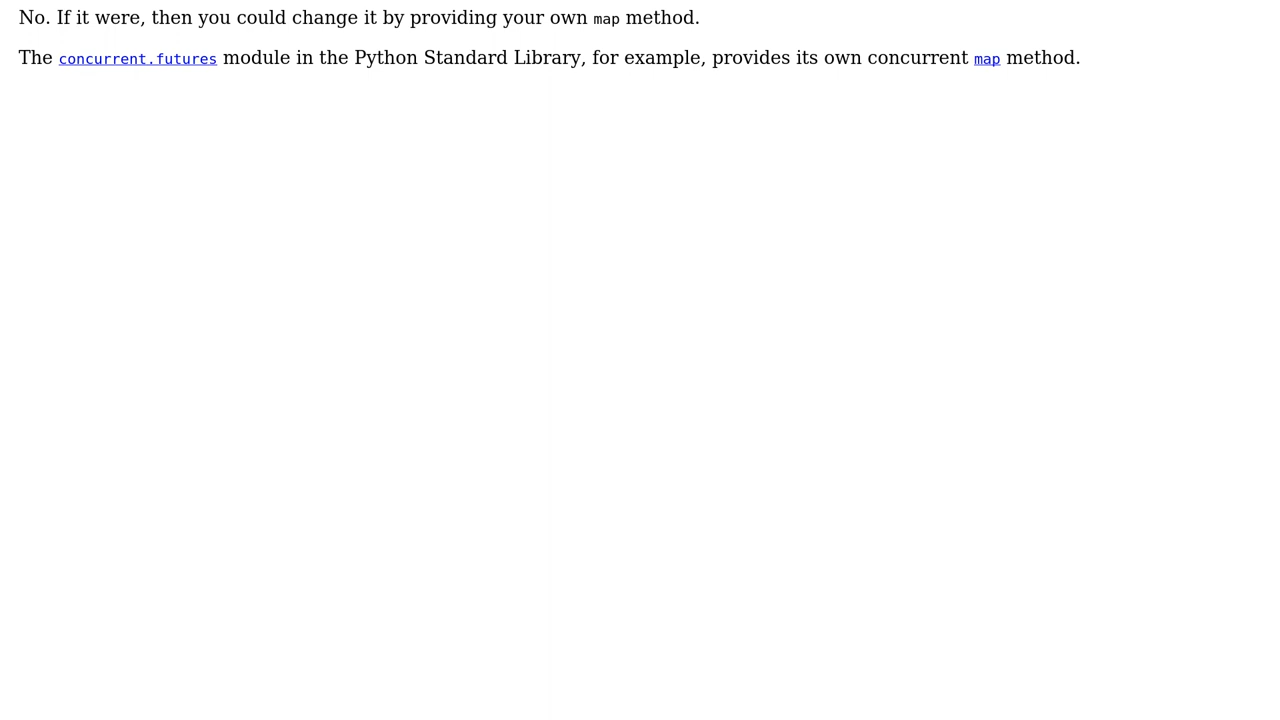 No. If it were, then you could change it by providing your own map method.
The concurrent.futures module in the Python Standard Library, for example, provides its own concurrent map method.